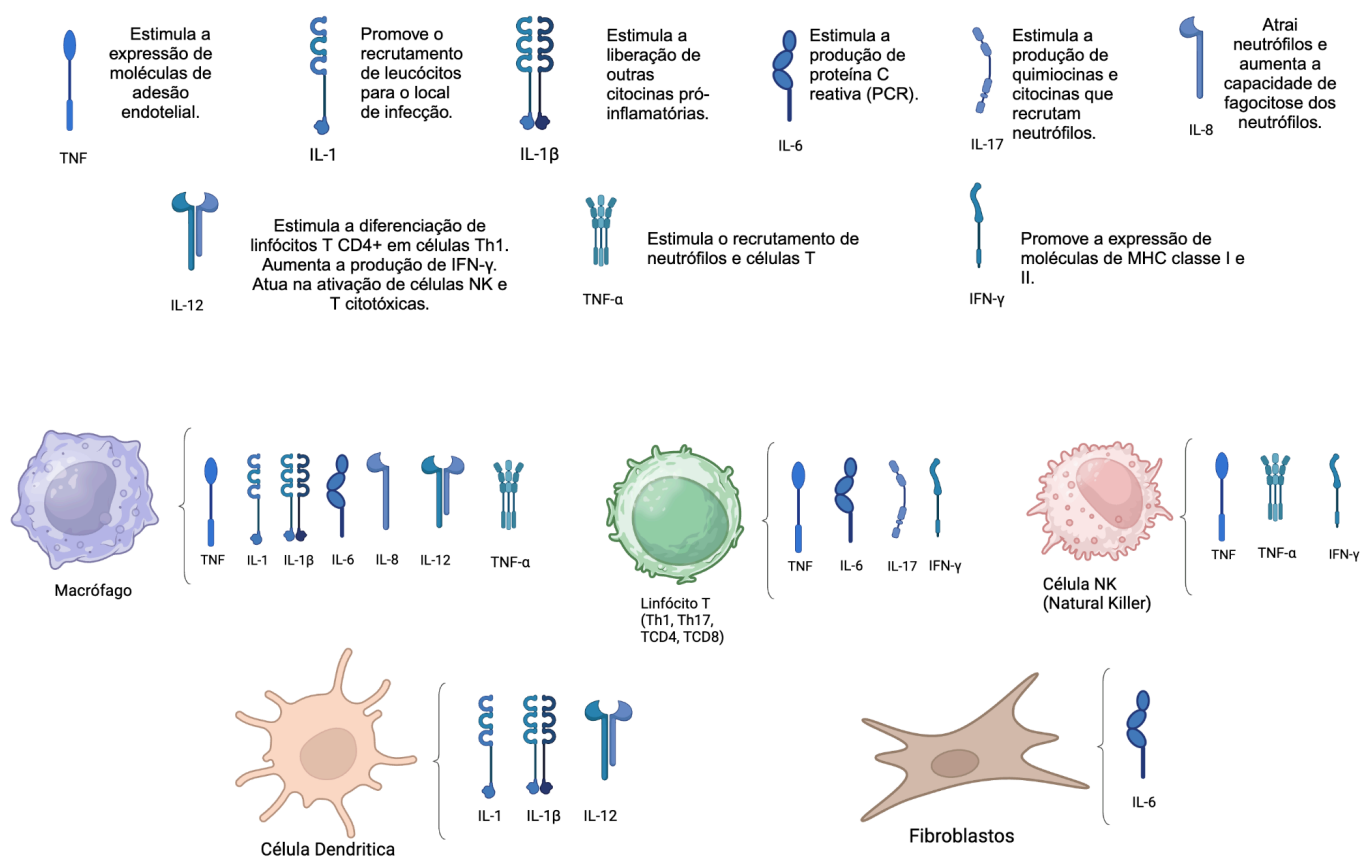 Estimula a
expressão de
moléculas de
adesão
endotelial.
TNF
Promove o
recrutamento
de leucócitos
para o local
de infecção.
IL-1
Estimula a
liberação de
outras
citocinas pró-
inflamatórias.
IL-1β
Estimula a
produção de
proteína C
reativa (PCR).
IL-6
Estimula a
produção de
quimiocinas e
citocinas que
recrutam
neutrófilos.
IL-17
Atrai
neutrófilos e
aumenta a
capacidade de
fagocitose dos
neutrófilos.
IL-8
Estimula a diferenciação de
linfócitos T CD4+ em células Th1.
Aumenta a produção de IFN-γ.
Atua na ativação de células NK e
T citotóxicas.
IL-12
Estimula o recrutamento de
neutrófilos e células T
TNF-α
Promove a expressão de
moléculas de MHC classe I e
II.
IFN-γ
Macrófago
TNF
IL-1
IL-1β
IL-6
IL-8
IL-12
TNF-α
Linfócito T
(Th1, Th17,
TCD4, TCD8)
TNF
IL-6
IL-17
IFN-γ
Célula NK
(Natural Killer)
TNF
TNF-α
IFN-γ
Célula Dendritica
IL-1
IL-1β
IL-12
Fibroblastos
IL-6